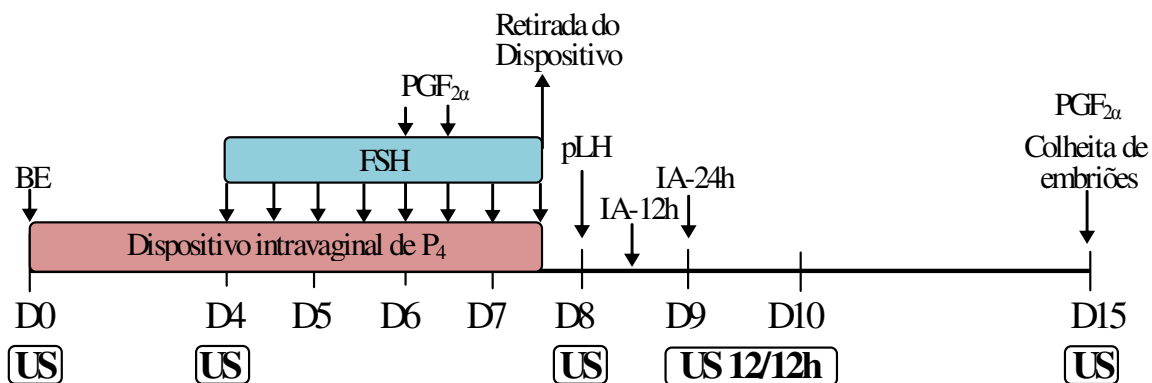 Retirada do
Dispositivo
PGF2α
PGF2α
Colheita de
embriões
FSH
pLH
BE
IA-24h
IA-12h
Dispositivo intravaginal de P4
D0 D4 D5 D6 D7 D8 D9 D10 D15
US US US US 12/12h US